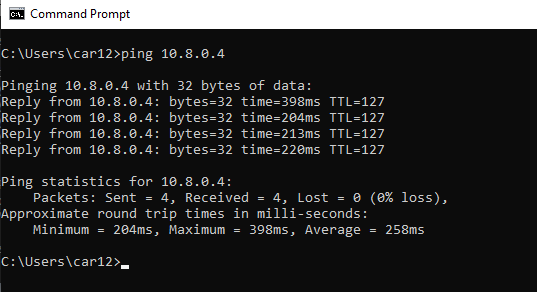 Command Prompt
C:\Users\car12>ping 10.8.0.4
Pinging 10.8.0.4 with 32 bytes of data:
Reply from 10.8.0.4: bytes=32 time=398ms TTL=127
Reply from 10.8.0.4: bytes=32 time=204ms TTL=127
Reply from 10.8.0.4: bytes=32 time=213ms TTL=127
Reply from 10.8.0.4: bytes=32 time=220ms TTL=127
Ping statistics for 10.8.0.4:
    Packets: Sent = 4, Received = 4, Lost = 0 (0% loss),
Approximate round trip times in milli-seconds:
    Minimum = 204ms, Maximum = 398ms, Average = 258ms
C:\Users\car12>